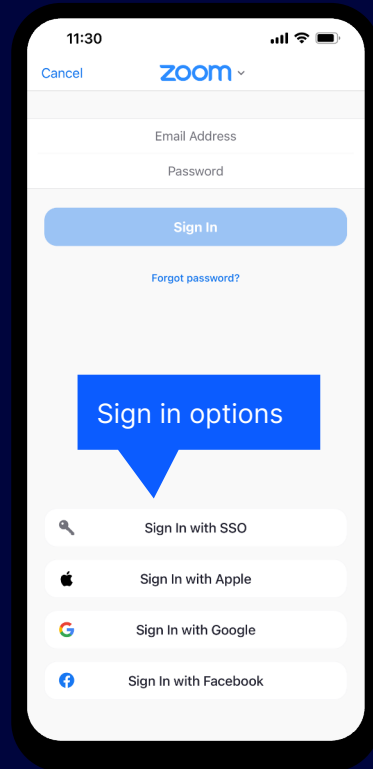 11:30
Cancel
zoom
Email Address
Password
Sign In
Forgot password?
Sign in options
Sign In with SSO
Sign In with Apple
Sign In with Google
Sign In with Facebook